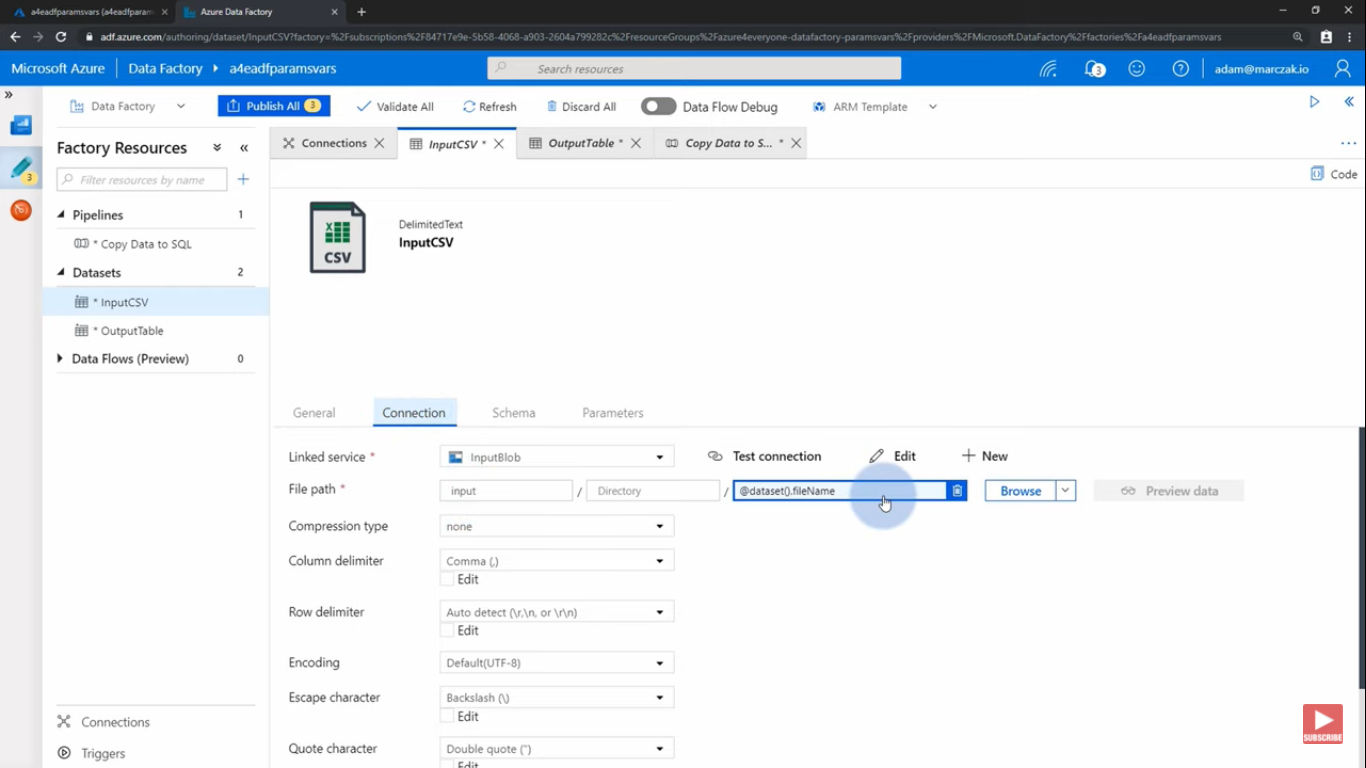 a4eadfparamsvars (a4eadfparam
Azure Data Factory
adf.azure.com/authoring/dataset/InputCSV?factory=%2Fsubscriptions%2F84717e9e-5b58-4068-a903-2604a799282c%2FresourceGroups%2Fazure4everyone-datafactory-paramsvars%2Fproviders%2FMicrosoft.DataFactory%2Ffactories%2Fa4eadfparamsvars
Microsoft Azure
Data Factory
a4eadfparamsvars
Search resources
3
adam@marczak.io
Data Factory
Publish All 3
Validate All
Refresh
Discard All
Data Flow Debug
ARM Template
3
Factory Resources
Filter resources by name
Pipelines 1
* Copy Data to SQL
Datasets 2
* InputCSV
* OutputTable
Data Flows (Preview) 0
Connections
Triggers
Connections
InputCSV *
OutputTable *
Copy Data to S... *
Code
CSV
DelimitedText
InputCSV
General
Connection
Schema
Parameters
Linked service * InputBlob
Test connection
Edit
New
File path * input / Directory / @dataset().fileName
Browse
Preview data
Compression type none
Column delimiter Comma (,)
Edit
Row delimiter Auto detect (\r,\n, or \r\n)
Edit
Encoding Default(UTF-8)
Escape character Backslash (\)
Edit
Quote character Double quote (")
Edit
SUBSCRIBE